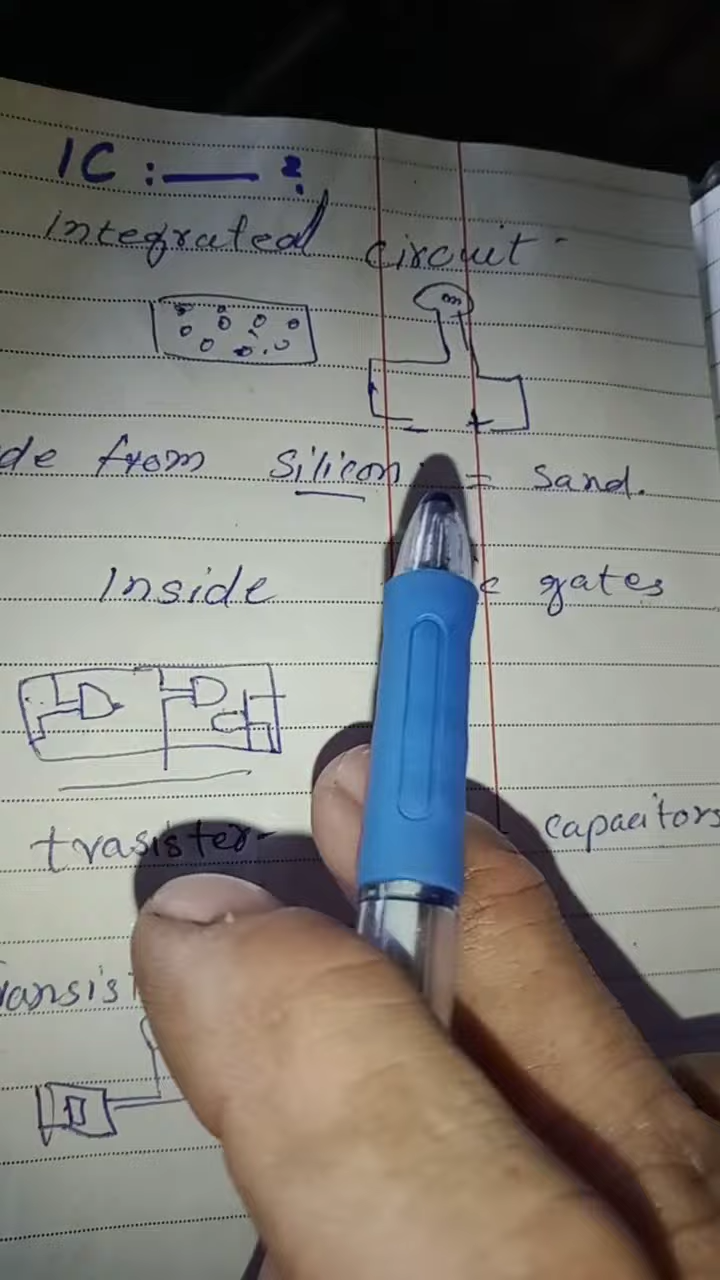 IC : — ?
Integrated circuit -
de from Silicon = Sand.
Inside c gates
trasister- capacitors
ansis